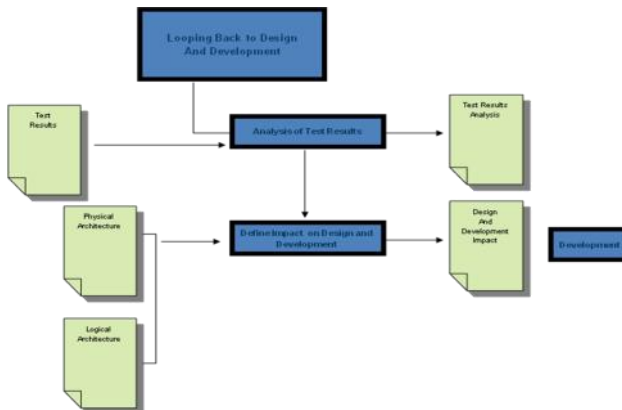 Looping Back to Design
And Development
Test
Results
Analysis of Test Results
Test Results
Analysis
Physical
Architecture
Define Impact on Design and
Development
Design
And
Development
Impact
Development
Logical
Architecture